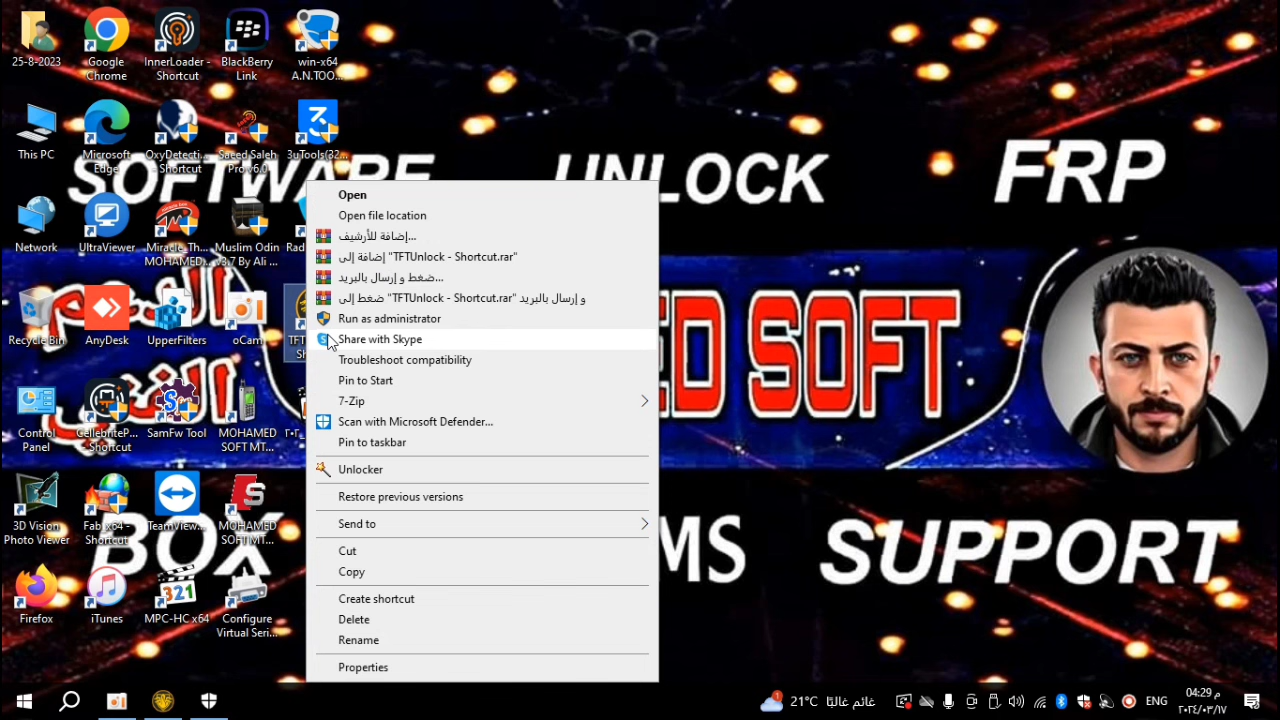 25-8-2023
Google
Chrome
InnerLoader -
Shortcut
BlackBerry
Link
win-x64
A.N.TOO...
This PC
Microsoft
Edge
OxyDetecti...
- Shortcut
Saeed Saleh
Pro v6.0
3uTools(32...
SOFTWARE
UNLOCK
FRP
Network
UltraViewer
Miracle_Th...
MOHAMED...
Muslim Odin
v3.7 By Ali ...
Rad
Recycle Bin
AnyDesk
UpperFilters
oCam
TFT
Sh
ED SOFT
Control
Panel
CellebriteP...
- Shortcut
SamFw Tool
MOHAMED
SOFT MT...
3D Vision
Photo Viewer
Fab x64 -
Shortcut
TeamView...
MOHAMED
SOFT MT...
BOX
MS
SUPPORT
Firefox
iTunes
MPC-HC x64
Configure
Virtual Seri...
Open
Open file location
إضافة للأرشيف...
إضافة إلى "TFTUnlock - Shortcut.rar"
ضغط و إرسال بالبريد...
ضغط إلى "TFTUnlock - Shortcut.rar" و إرسال بالبريد
Run as administrator
Share with Skype
Troubleshoot compatibility
Pin to Start
7-Zip
Scan with Microsoft Defender...
Pin to taskbar
Unlocker
Restore previous versions
Send to
Cut
Copy
Create shortcut
Delete
Rename
Properties
21°C غائم غالبًا
ENG
04:29 م
٢٠٢٤/٠٣/١٧